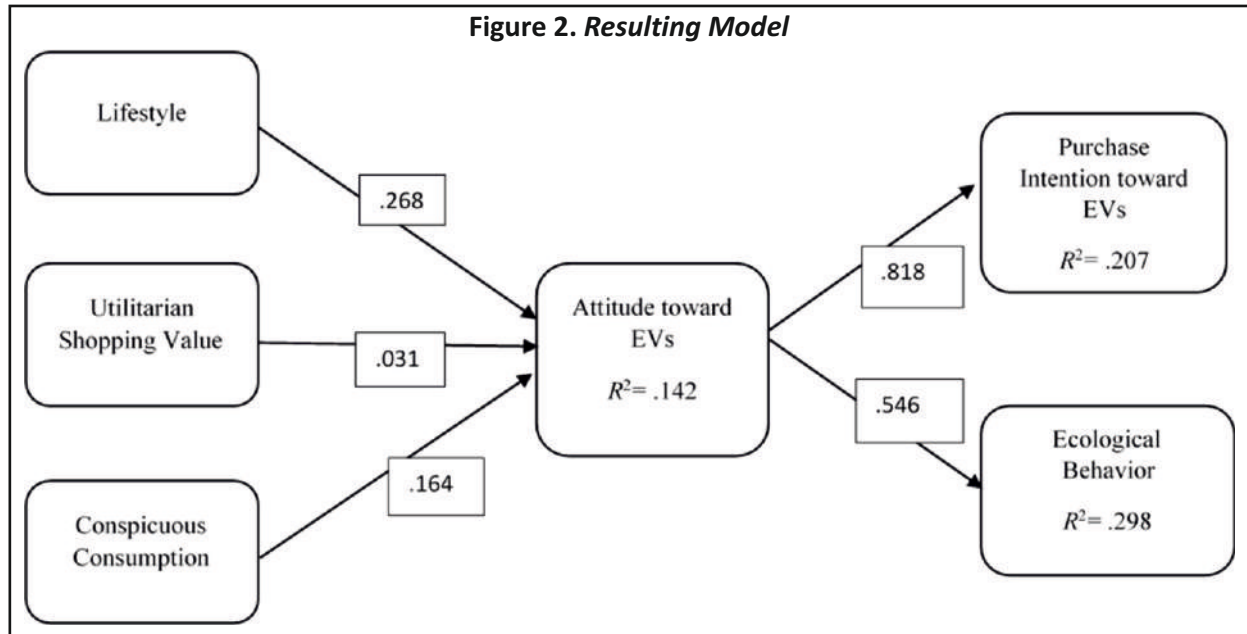 Figure 2. Resulting Model
Lifestyle
.268
Utilitarian
Shopping Value
.031
Conspicuous
Consumption
.164
Attitude toward
EVs
R²= .142
.818
.546
Purchase
Intention toward
EVs
R²= .207
Ecological
Behavior
R²= .298